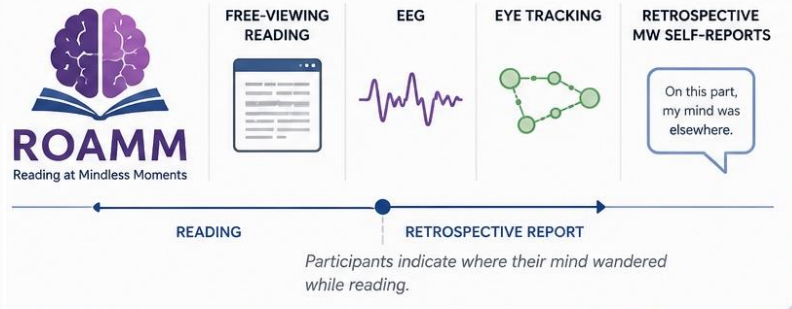 ROAMM
Reading at Mindless Moments
FREE-VIEWING
READING
EEG
EYE TRACKING
RETROSPECTIVE
MW SELF-REPORTS
On this part,
my mind was
elsewhere.
READING
RETROSPECTIVE REPORT
Participants indicate where their mind wandered
while reading.